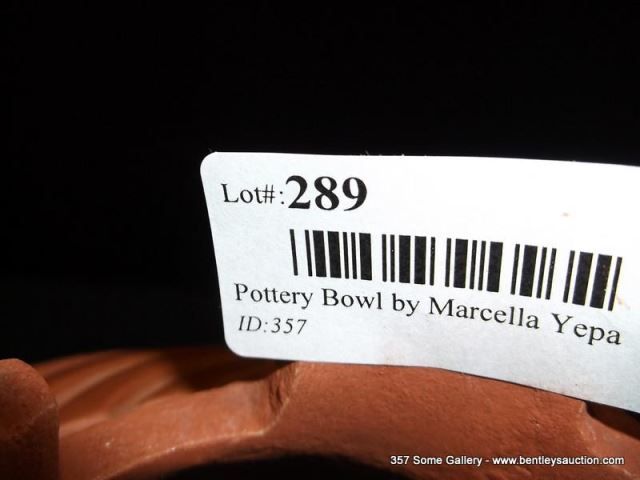 Lot#:289
Pottery Bowl by Marcella Yepa
ID:357
357 Some Gallery - www.bentleysauction.com